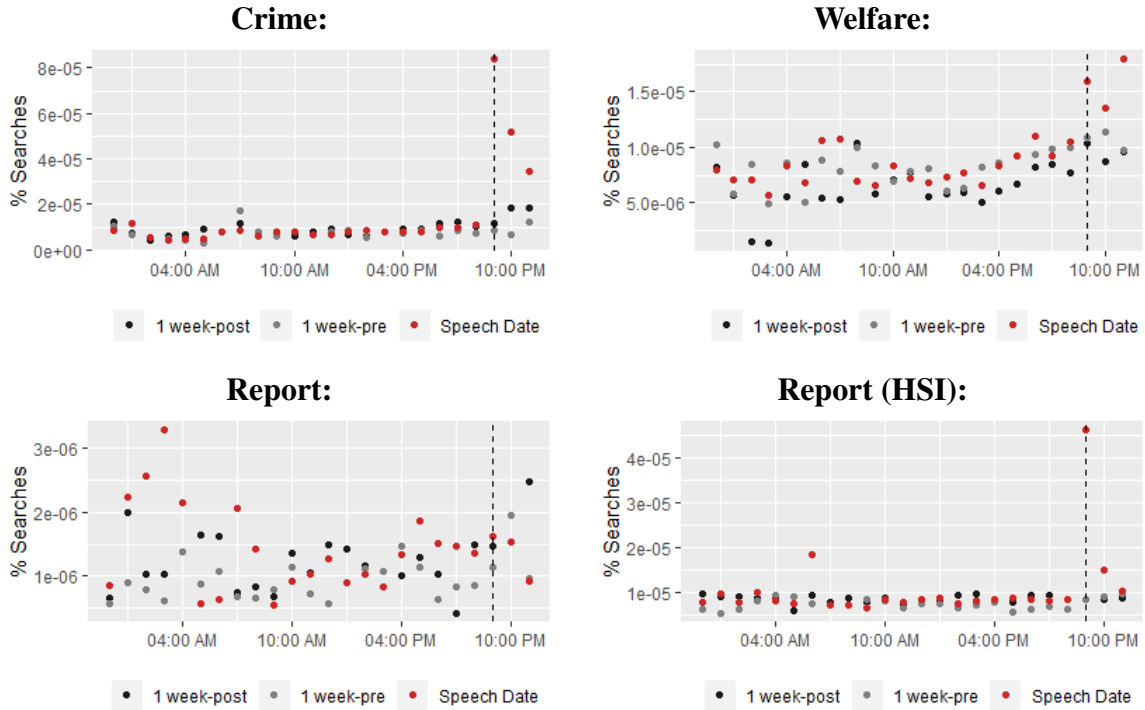 Crime:
% Searches
8e-05
6e-05
4e-05
2e-05
0e+00
04:00 AM 10:00 AM 04:00 PM 10:00 PM
1 week-post 1 week-pre Speech Date
Welfare:
% Searches
1.5e-05
1.0e-05
5.0e-06
04:00 AM 10:00 AM 04:00 PM 10:00 PM
1 week-post 1 week-pre Speech Date
Report:
% Searches
3e-06
2e-06
1e-06
04:00 AM 10:00 AM 04:00 PM 10:00 PM
1 week-post 1 week-pre Speech Date
Report (HSI):
% Searches
4e-05
3e-05
2e-05
1e-05
04:00 AM 10:00 AM 04:00 PM 10:00 PM
1 week-post 1 week-pre Speech Date